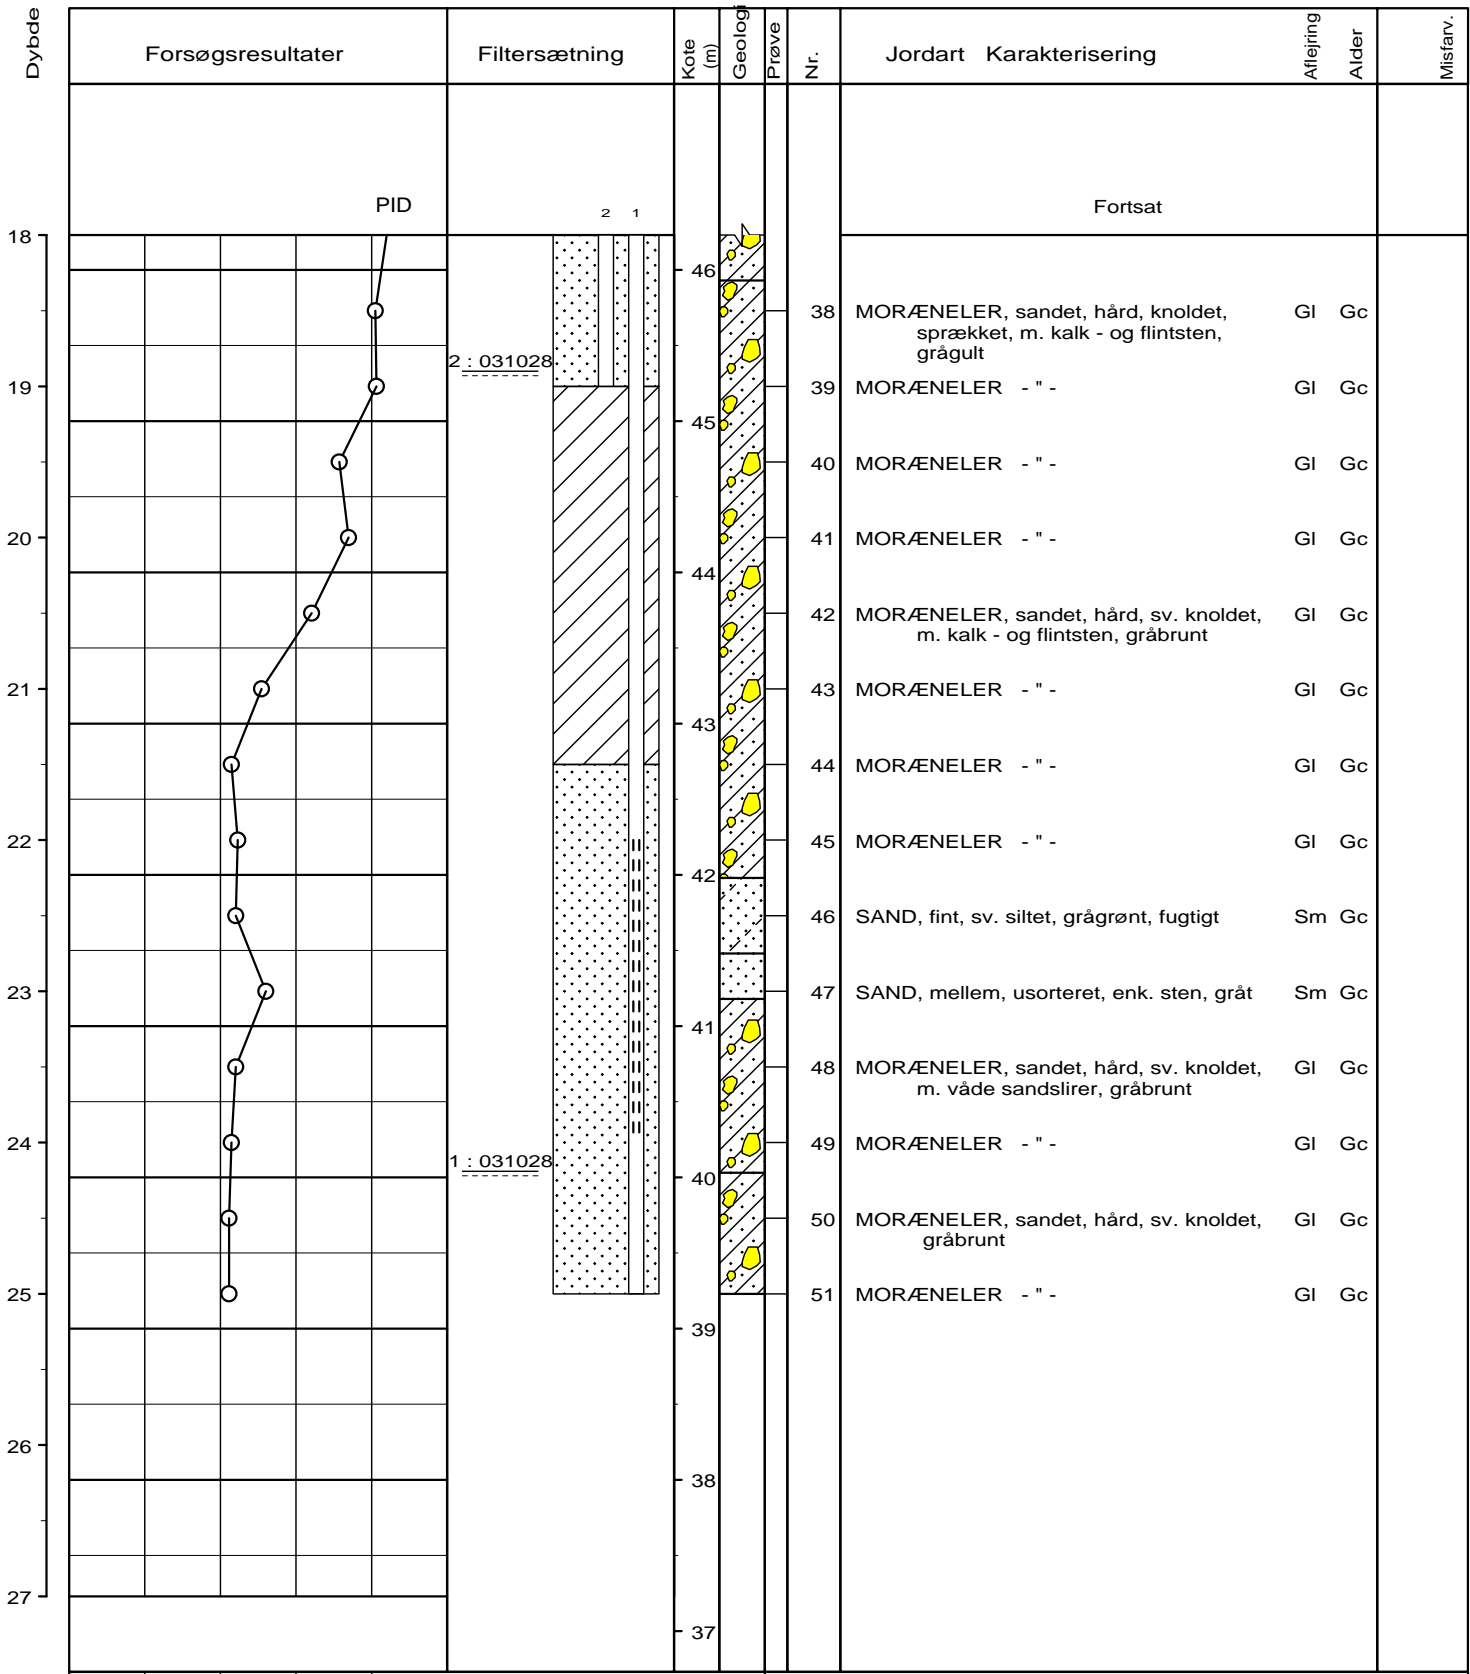 Dybde
Forsøgsresultater
Filtersætning
Kote (m)
Geologi
Prøve
Nr.
Jordart Karakterisering
Aflejring
Alder
Misfarv.
PID
2 1
Fortsat
18
46
38 MORÆNELER, sandet, hård, knoldet, Gl Gc
sprækket, m. kalk - og flintsten,
grågult
2 : 031028
19
39 MORÆNELER - " - Gl Gc
45
40 MORÆNELER - " - Gl Gc
20
41 MORÆNELER - " - Gl Gc
44
42 MORÆNELER, sandet, hård, sv. knoldet, Gl Gc
m. kalk - og flintsten, gråbrunt
21
43 MORÆNELER - " - Gl Gc
43
44 MORÆNELER - " - Gl Gc
22
45 MORÆNELER - " - Gl Gc
42
46 SAND, fint, sv. siltet, grågrønt, fugtigt Sm Gc
23
47 SAND, mellem, usorteret, enk. sten, gråt Sm Gc
41
48 MORÆNELER, sandet, hård, sv. knoldet, Gl Gc
m. våde sandslirer, gråbrunt
24
49 MORÆNELER - " - Gl Gc
1 : 031028
40
50 MORÆNELER, sandet, hård, sv. knoldet, Gl Gc
gråbrunt
25
51 MORÆNELER - " - Gl Gc
39
26
38
27
37